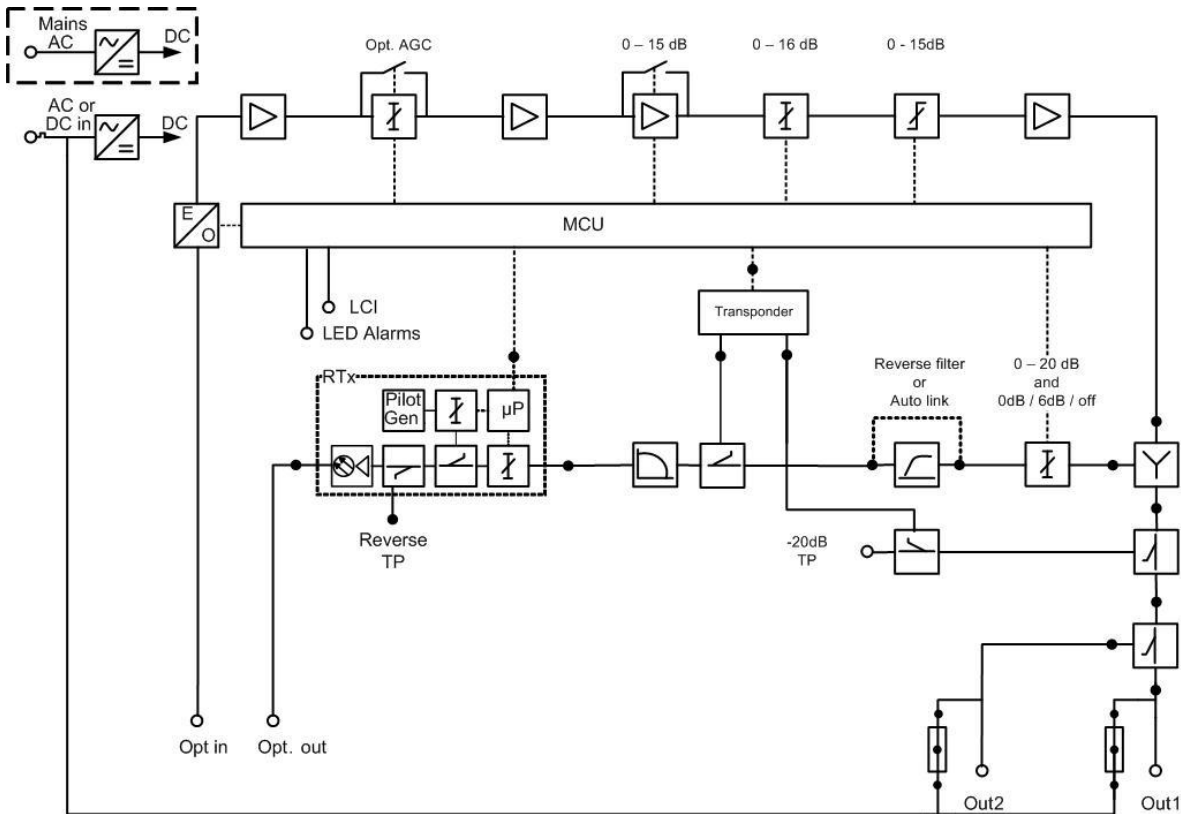 Mains
AC
DC
AC or
DC in
DC
Opt. AGC
0 – 15 dB
0 – 16 dB
0 - 15dB
E
O
MCU
LCI
LED Alarms
Transponder
RTx
Pilot
Gen
µP
Reverse filter
or
Auto link
0 – 20 dB
and
0dB / 6dB / off
Reverse
TP
-20dB
TP
Opt in
Opt. out
Out2
Out1